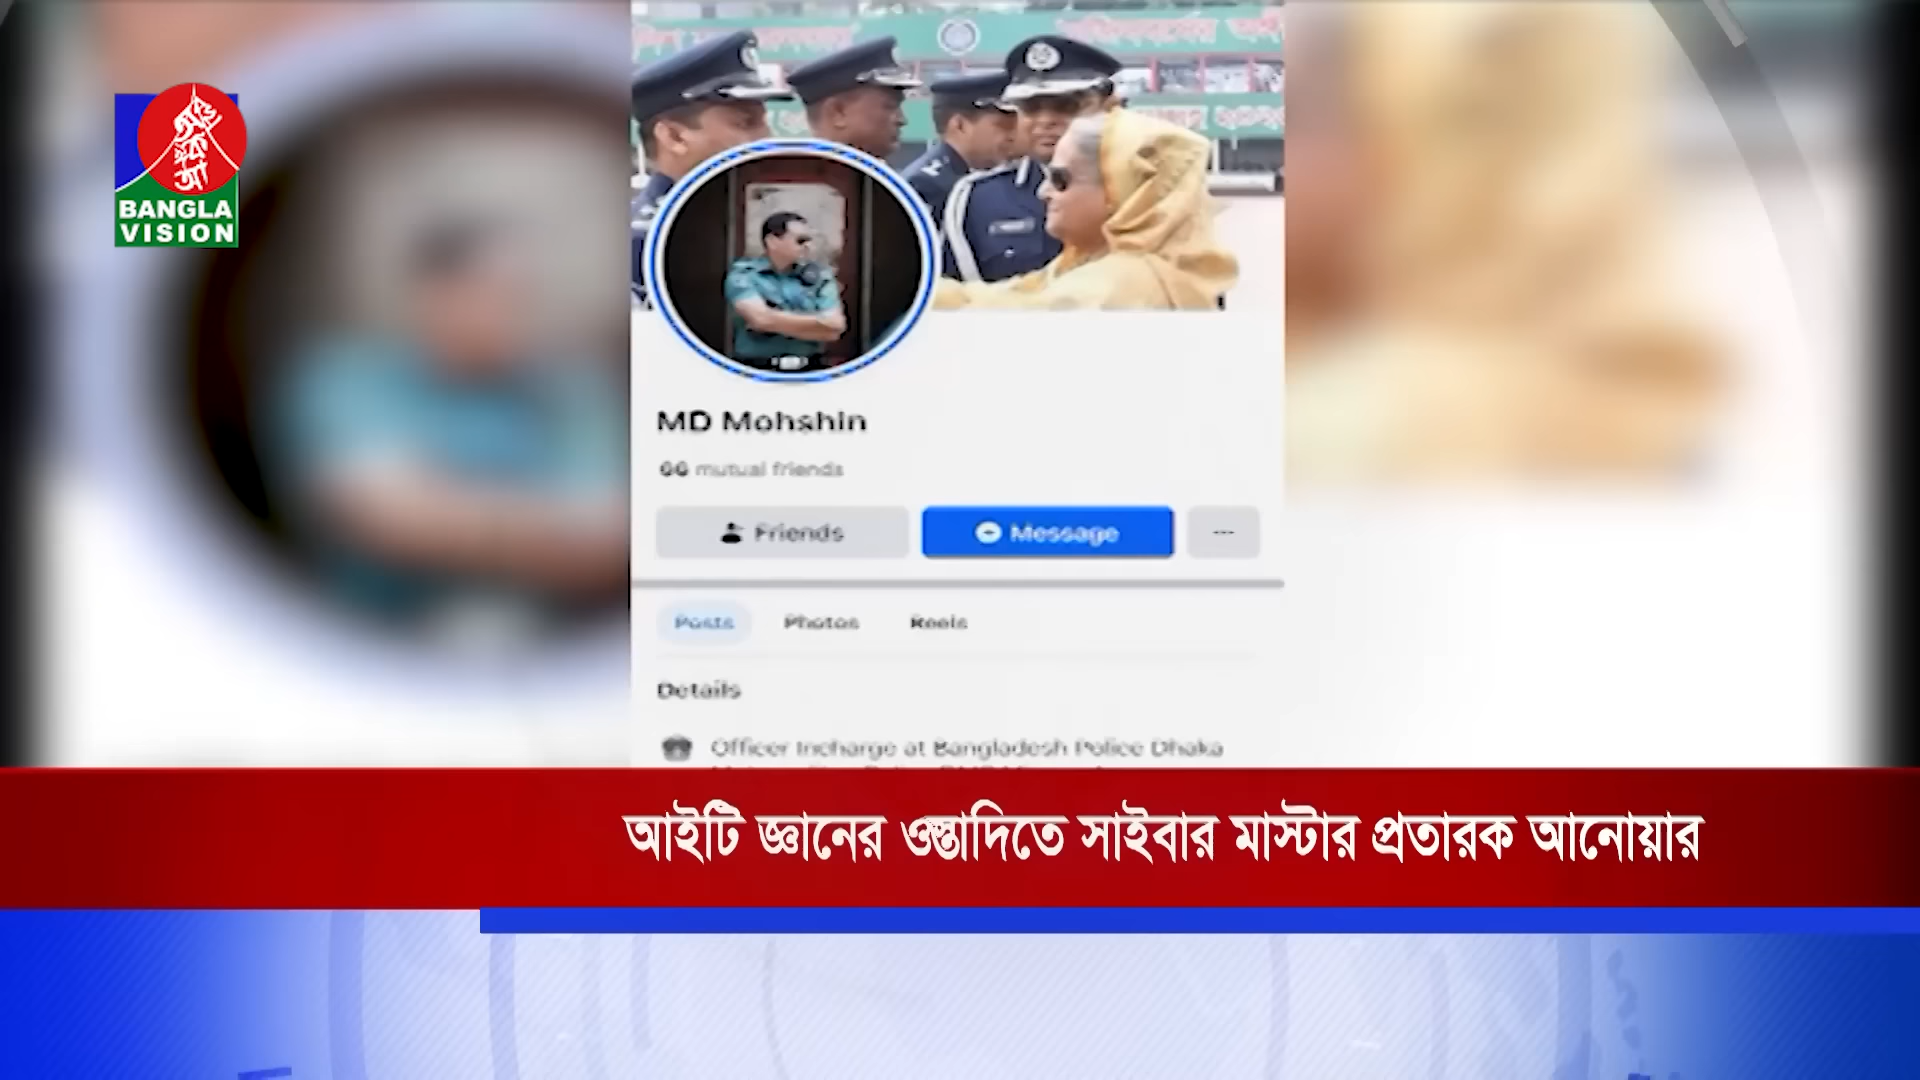 BANGLA
VISION
MD Mohshin
66 mutual friends
Friends
Message
Posts
Photos
Reels
Details
Officer Incharge at Bangladesh Police Dhaka
আইটি জ্ঞানের ওস্তাদিতে সাইবার মাস্টার প্রতারক আনোয়ার